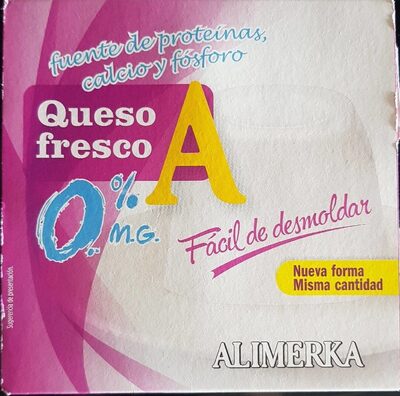 fuente de proteínas,
calcio y fósforo
Queso
fresco
A
0%
M.G.
Fácil de desmoldar
Nueva forma
Misma cantidad
Sugerencia de presentación.
ALIMERKA